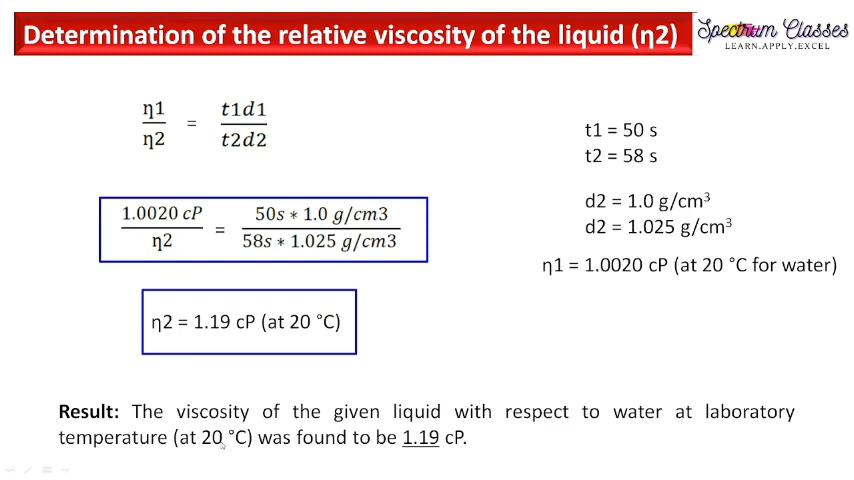 Determination of the relative viscosity of the liquid (η2)
Spectrum Classes
LEARN.APPLY.EXCEL
η1/η2 = t1d1/t2d2
t1 = 50 s
t2 = 58 s
d2 = 1.0 g/cm³
d2 = 1.025 g/cm³
η1 = 1.0020 cP (at 20 °C for water)
1.0020 cP/η2 = 50s * 1.0 g/cm3/58s * 1.025 g/cm3
η2 = 1.19 cP (at 20 °C)
Result: The viscosity of the given liquid with respect to water at laboratory
temperature (at 20 °C) was found to be 1.19 cP.